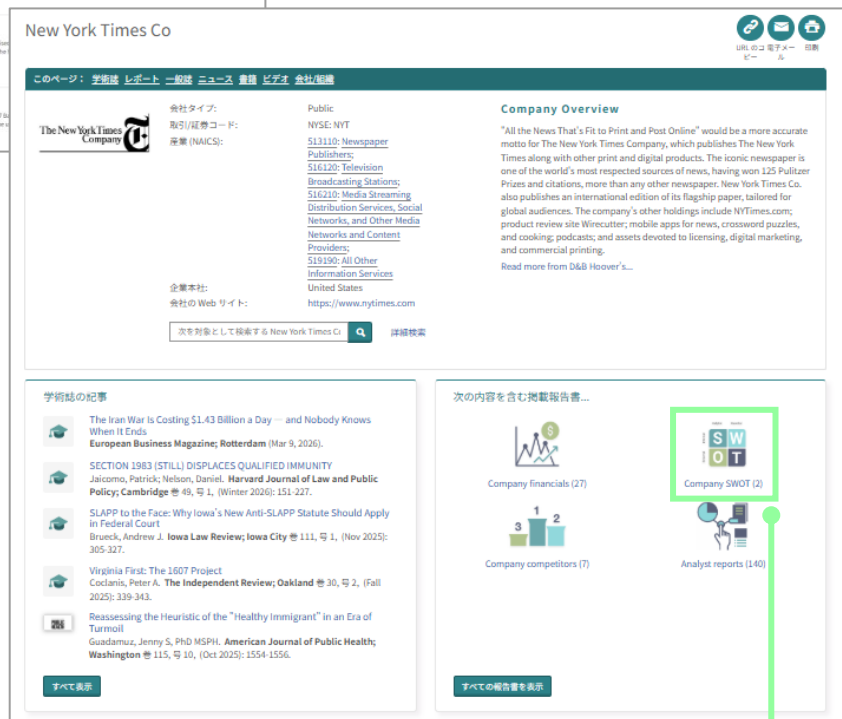 New York Times Co
URL のコピー
電子メール
印刷
このページ： 学術誌 レポート 一般誌 ニュース 書籍 ビデオ 会社/組織
The New York Times
Company
会社タイプ: Public
取引/証券コード: NYSE: NYT
産業 (NAICS): 513110: Newspaper
Publishers;
516120: Television
Broadcasting Stations;
516210: Media Streaming
Distribution Services, Social
Networks, and Other Media
Networks and Content
Providers;
519190: All Other
Information Services
企業本社: United States
会社の Web サイト: https://www.nytimes.com
次を対象として検索する New York Times Co
詳細検索
Company Overview
"All the News That's Fit to Print and Post Online" would be a more accurate
motto for The New York Times Company, which publishes The New York
Times along with other print and digital products. The iconic newspaper is
one of the world's most respected sources of news, having won 125 Pulitzer
Prizes and citations, more than any other newspaper. New York Times Co.
also publishes an international edition of its flagship paper, tailored for
global audiences. The company's other holdings include NYTimes.com;
product review site Wirecutter; mobile apps for news, crossword puzzles,
and cooking; podcasts; and assets devoted to licensing, digital marketing,
and commercial printing.
Read more from D&B Hoover's...
学術誌の記事
The Iran War Is Costing $1.43 Billion a Day — and Nobody Knows
When It Ends
European Business Magazine; Rotterdam (Mar 9, 2026).
SECTION 1983 (STILL) DISPLACES QUALIFIED IMMUNITY
Jaicomo, Patrick; Nelson, Daniel. Harvard Journal of Law and Public
Policy; Cambridge 巻 49, 号 1, (Winter 2026): 151-227.
SLAPP to the Face: Why Iowa's New Anti-SLAPP Statute Should Apply
in Federal Court
Brueck, Andrew J. Iowa Law Review; Iowa City 巻 111, 号 1, (Nov 2025):
305-327.
Virginia First: The 1607 Project
Coclanis, Peter A. The Independent Review; Oakland 巻 30, 号 2, (Fall
2025): 339-343.
Reassessing the Heuristic of the "Healthy Immigrant" in an Era of
Turmoil
Guadamuz, Jenny S, PhD MSPH. American Journal of Public Health;
Washington 巻 115, 号 10, (Oct 2025): 1554-1556.
すべて表示
次の内容を含む掲載報告書...
$
Company financials (27)
S W
O T
Company SWOT (2)
3 1 2
Company competitors (7)
Analyst reports (140)
すべての報告書を表示